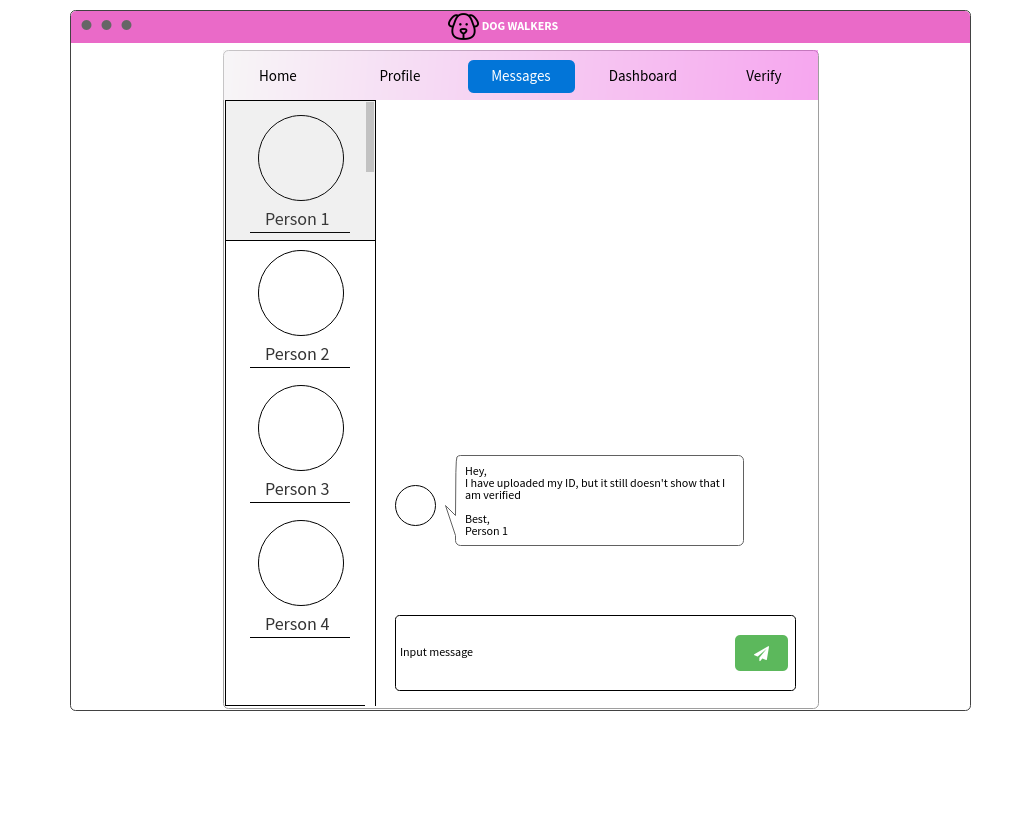 DOG WALKERS
Home
Profile
Messages
Dashboard
Verify
Person 1
Person 2
Person 3
Person 4
Hey,
I have uploaded my ID, but it still doesn't show that I
am verified
Best,
Person 1
Input message